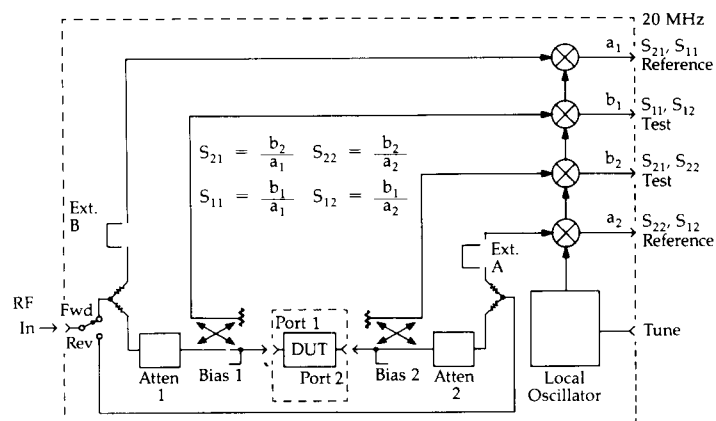 20 MHz
a1
S21, S11
Reference
b1
S11, S12
Test
S21 = b2/a1 S22 = b2/a2
S11 = b1/a1 S12 = b1/a2
b2
S21, S22
Test
Ext.
B
Ext.
A
a2
S22, S12
Reference
RF
In
Fwd
Rev
Port 1
DUT
Port 2
Tune
Atten
1
Bias 1
Bias 2
Atten
2
Local
Oscillator